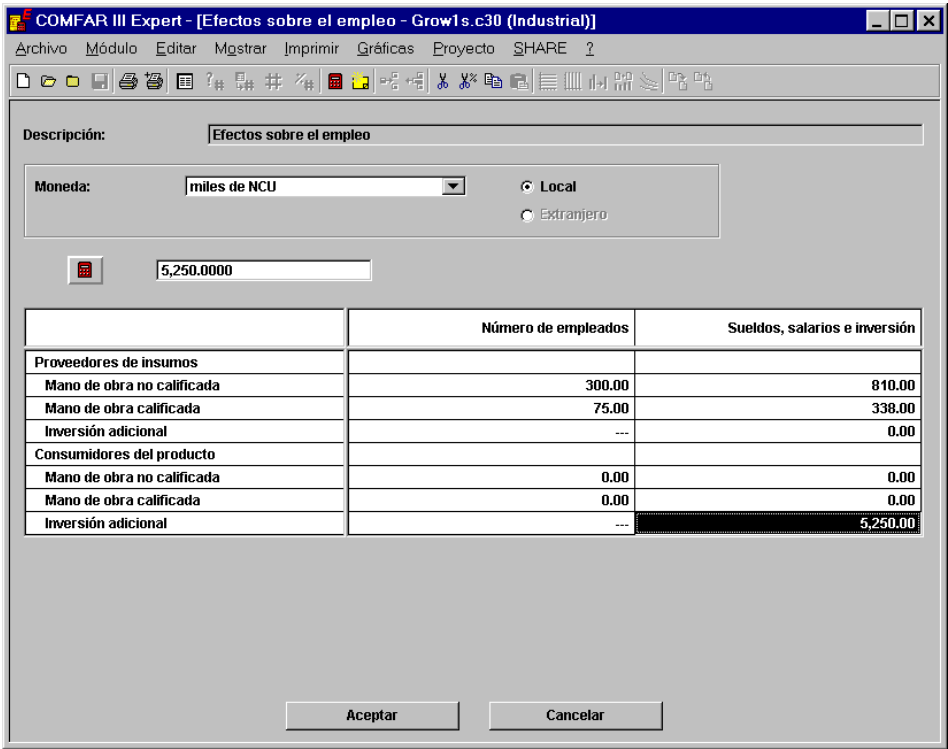 COMFAR III Expert - [Efectos sobre el empleo - Grow1s.c30 (Industrial)]
Archivo Módulo Editar Mostrar Imprimir Gráficas Proyecto SHARE ?
Descripción: Efectos sobre el empleo
Moneda: miles de NCU Local
Extranjero
5,250.0000
Número de empleados Sueldos, salarios e inversión
Proveedores de insumos
Mano de obra no calificada 300.00 810.00
Mano de obra calificada 75.00 338.00
Inversión adicional --- 0.00
Consumidores del producto
Mano de obra no calificada 0.00 0.00
Mano de obra calificada 0.00 0.00
Inversión adicional --- 5,250.00
Aceptar Cancelar